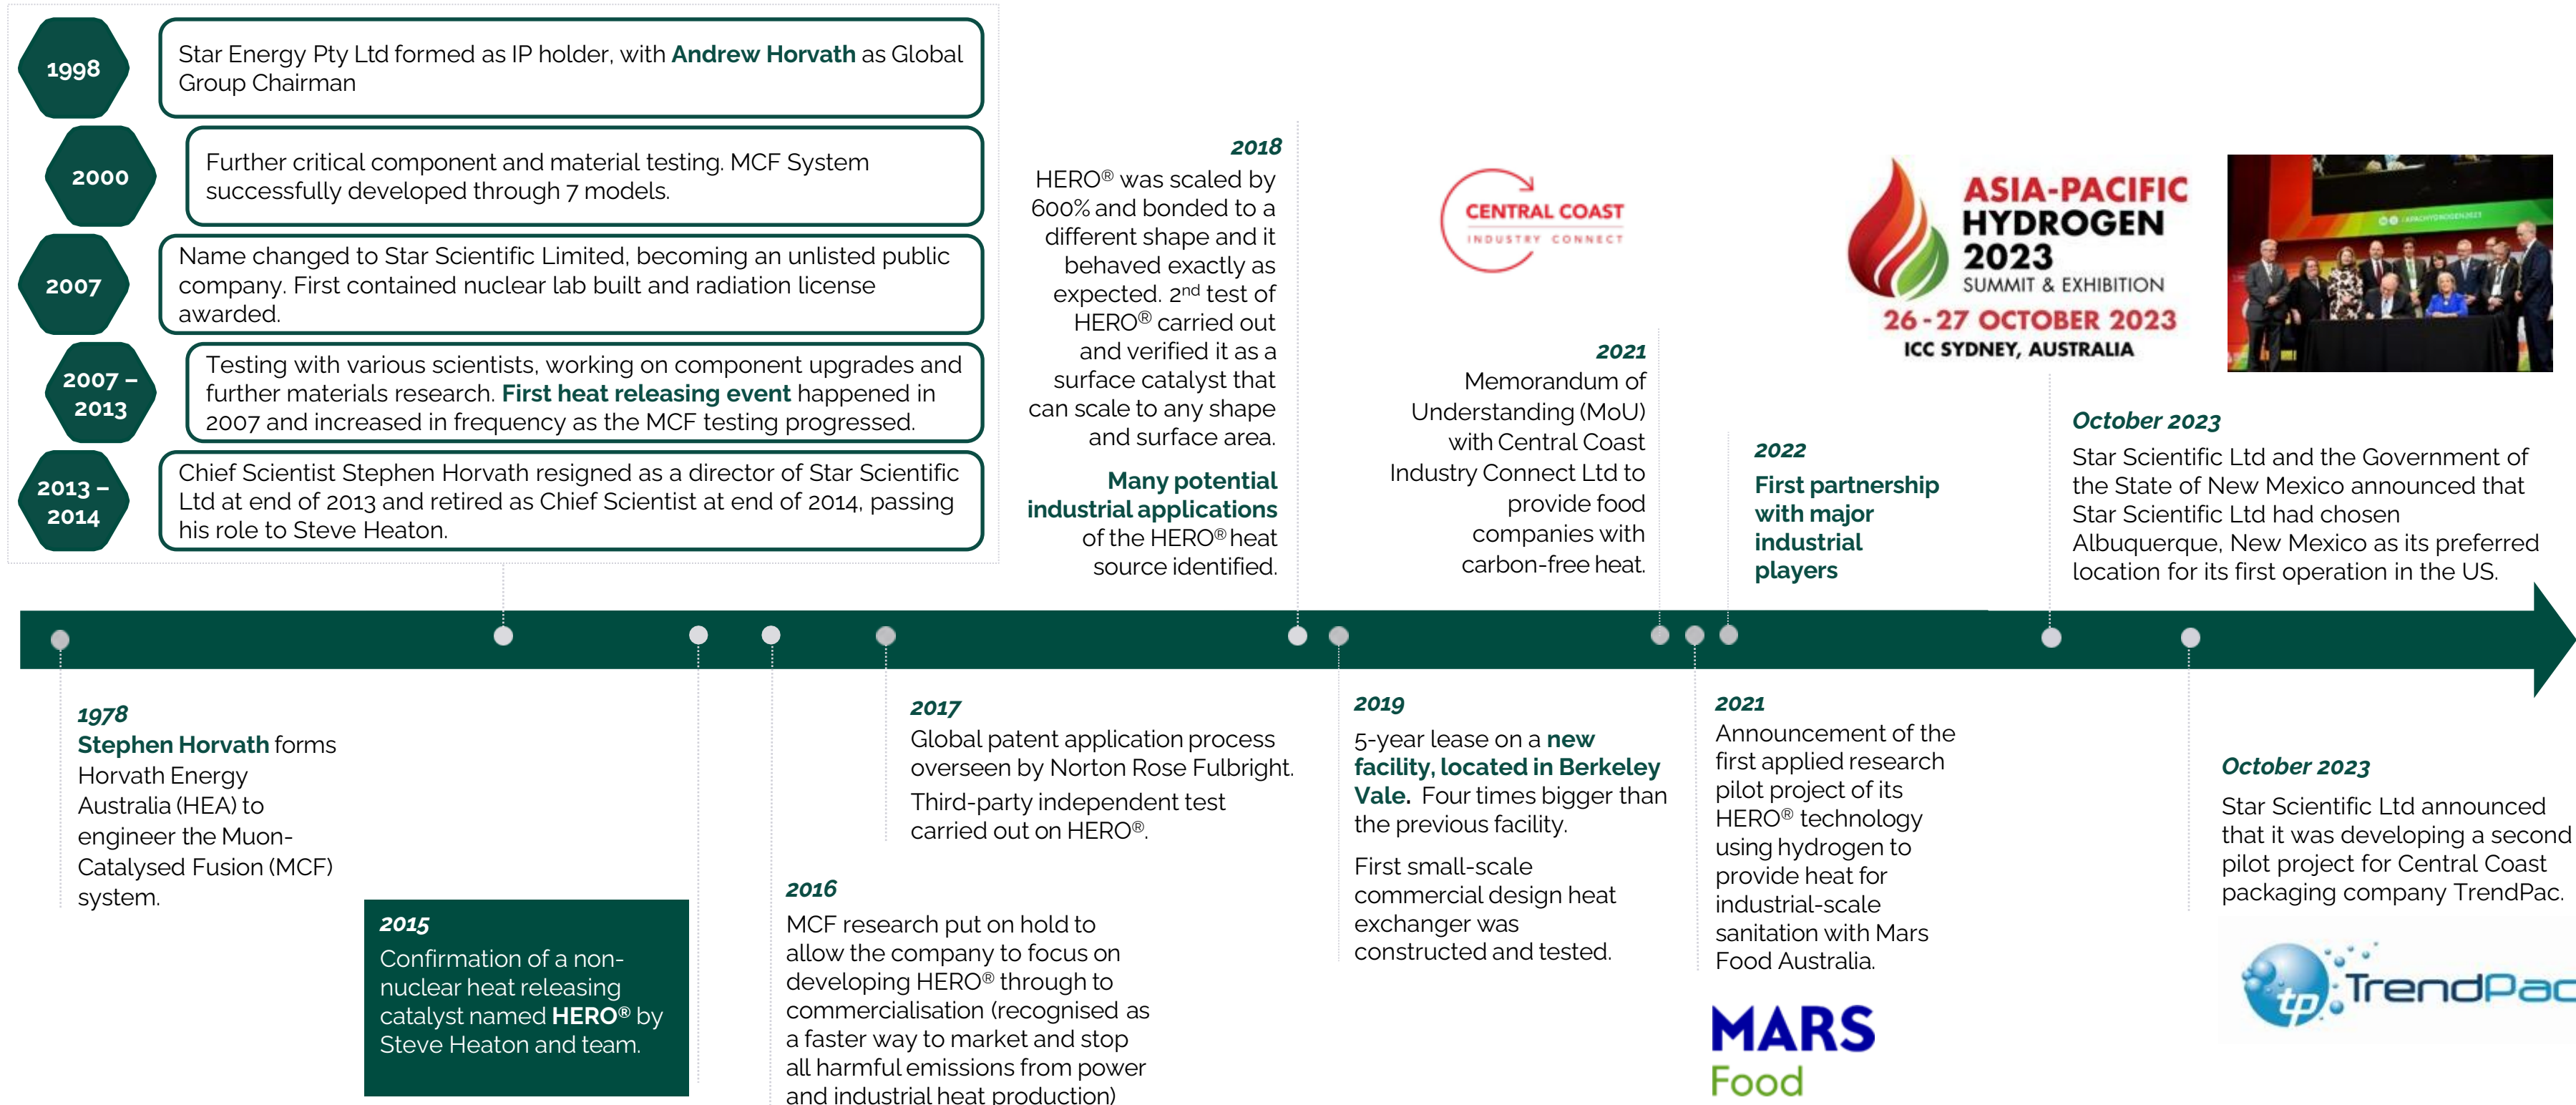 1998
Star Energy Pty Ltd formed as IP holder, with Andrew Horvath as Global
Group Chairman
2000
Further critical component and material testing. MCF System
successfully developed through 7 models.
2007
Name changed to Star Scientific Limited, becoming an unlisted public
company. First contained nuclear lab built and radiation license
awarded.
2007 –
2013
Testing with various scientists, working on component upgrades and
further materials research. First heat releasing event happened in
2007 and increased in frequency as the MCF testing progressed.
2013 –
2014
Chief Scientist Stephen Horvath resigned as a director of Star Scientific
Ltd at end of 2013 and retired as Chief Scientist at end of 2014, passing
his role to Steve Heaton.
2018
HERO® was scaled by
600% and bonded to a
different shape and it
behaved exactly as
expected. 2nd test of
HERO® carried out
and verified it as a
surface catalyst that
can scale to any shape
and surface area.
Many potential
industrial applications
of the HERO® heat
source identified.
CENTRAL COAST
INDUSTRY CONNECT
2021
Memorandum of
Understanding (MoU)
with Central Coast
Industry Connect Ltd to
provide food
companies with
carbon-free heat.
2022
First partnership
with major
industrial
players
ASIA-PACIFIC
HYDROGEN
2023
SUMMIT & EXHIBITION
26-27 OCTOBER 2023
ICC SYDNEY, AUSTRALIA
October 2023
Star Scientific Ltd and the Government of
the State of New Mexico announced that
Star Scientific Ltd had chosen
Albuquerque, New Mexico as its preferred
location for its first operation in the US.
1978
Stephen Horvath forms
Horvath Energy
Australia (HEA) to
engineer the Muon-
Catalysed Fusion (MCF)
system.
2015
Confirmation of a non-
nuclear heat releasing
catalyst named HERO® by
Steve Heaton and team.
2016
MCF research put on hold to
allow the company to focus on
developing HERO® through to
commercialisation (recognised as
a faster way to market and stop
all harmful emissions from power
and industrial heat production)
2017
Global patent application process
overseen by Norton Rose Fulbright.
Third-party independent test
carried out on HERO®.
2019
5-year lease on a new
facility, located in Berkeley
Vale. Four times bigger than
the previous facility.
First small-scale
commercial design heat
exchanger was
constructed and tested.
2021
Announcement of the
first applied research
pilot project of its
HERO® technology
using hydrogen to
provide heat for
industrial-scale
sanitation with Mars
Food Australia.
MARS
Food
October 2023
Star Scientific Ltd announced
that it was developing a second
pilot project for Central Coast
packaging company TrendPac.
tp TrendPac